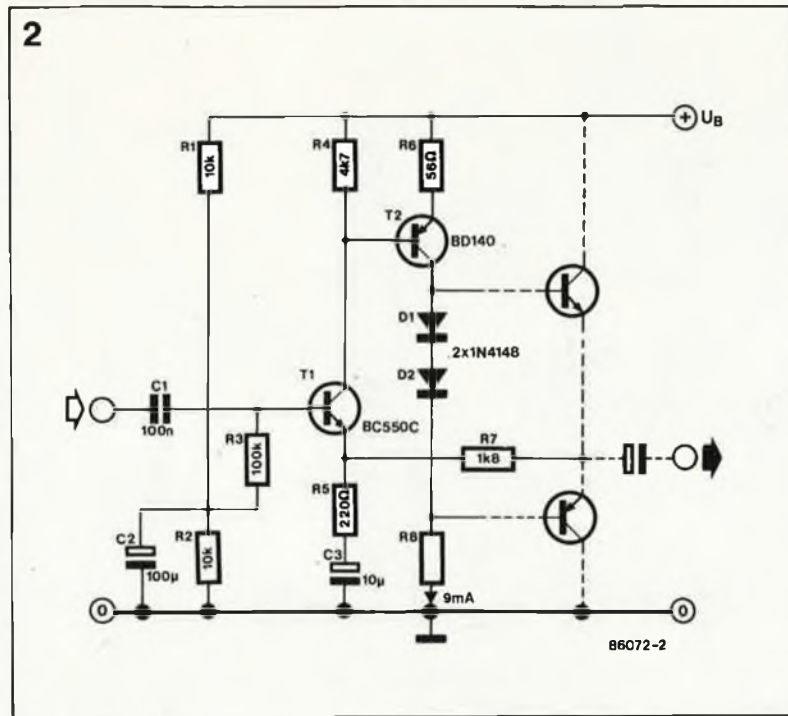 2
+ UB
R1
10k
R4
4k7
R6
56Ω
T2
BD140
D1
2x1N4148
D2
T1
C1
100n
BC550C
R3
100k
R7
1k8
R5
220Ω
R8
C2
100µ
R2
10k
C3
10µ
9mA
0
0
86072-2